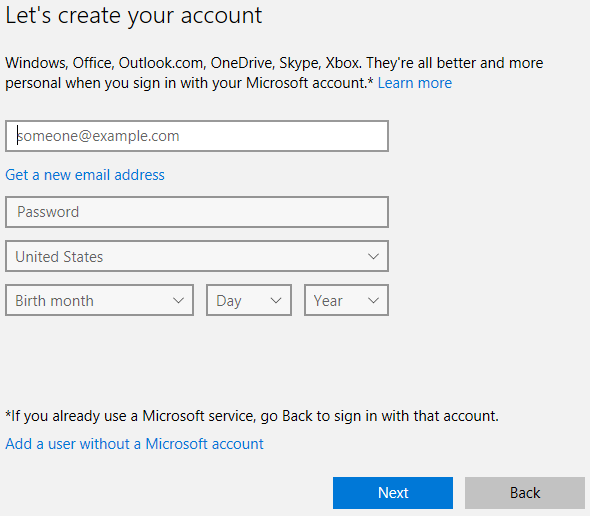 Let's create your account
Windows, Office, Outlook.com, OneDrive, Skype, Xbox. They're all better and more
personal when you sign in with your Microsoft account.* Learn more
someone@example.com
Get a new email address
Password
United States
Birth month Day Year
*If you already use a Microsoft service, go Back to sign in with that account.
Add a user without a Microsoft account
Next Back